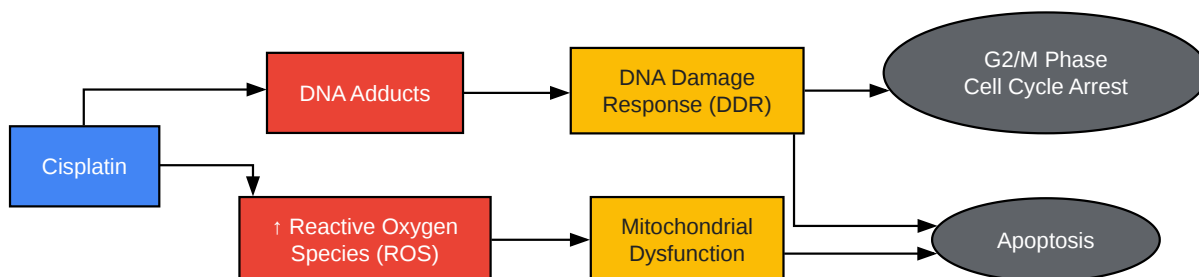 Cisplatin
DNA Adducts
DNA Damage
Response (DDR)
G2/M Phase
Cell Cycle Arrest
↑ Reactive Oxygen
Species (ROS)
Mitochondrial
Dysfunction
Apoptosis